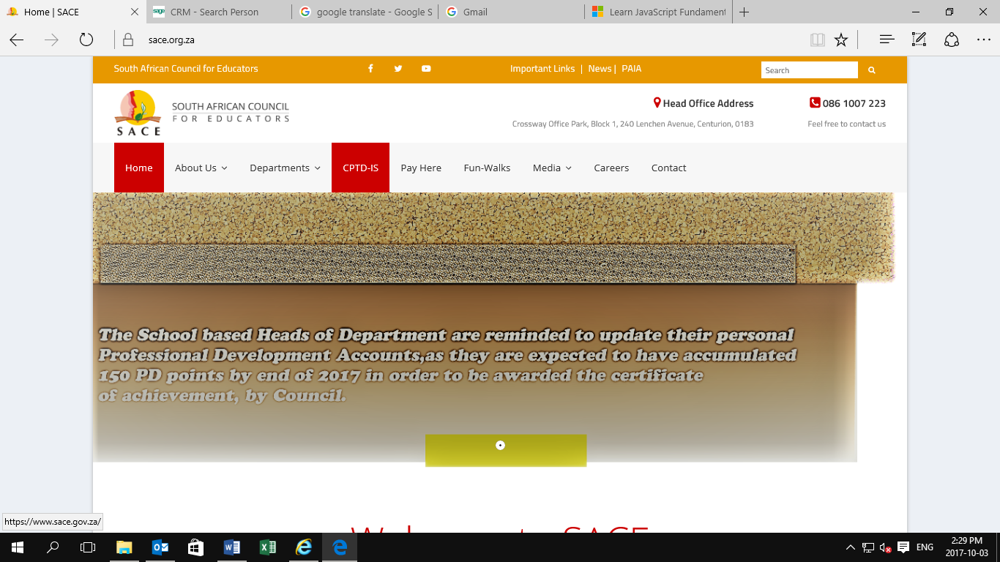 Home | SACE
CRM - Search Person
google translate - Google S
Gmail
Learn JavaScript Fundament
sace.org.za
South African Council for Educators
Important Links | News | PAIA
Search
SACE
SOUTH AFRICAN COUNCIL
FOR EDUCATORS
Head Office Address
Crossway Office Park, Block 1, 240 Lenchen Avenue, Centurion, 0183
086 1007 223
Feel free to contact us
Home
About Us
Departments
CPTD-IS
Pay Here
Fun-Walks
Media
Careers
Contact
The School based Heads of Department are reminded to update their personal
Professional Development Accounts,as they are expected to have accumulated
150 PD points by end of 2017 in order to be awarded the certificate
of achievement, by Council.
https://www.sace.gov.za/
ENG
2:29 PM
2017-10-03